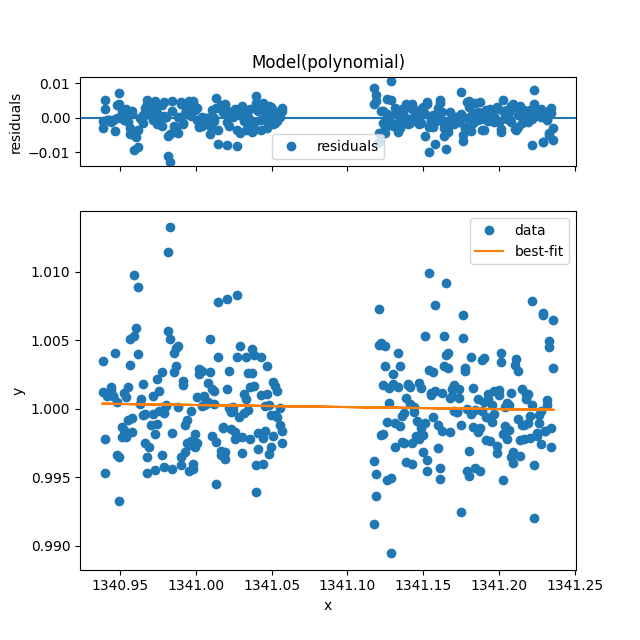 Model(polynomial)
residuals
0.01
0.00
−0.01
residuals
y
1.010
1.005
1.000
0.995
0.990
data
best-fit
1340.95 1341.00 1341.05 1341.10 1341.15 1341.20 1341.25
x